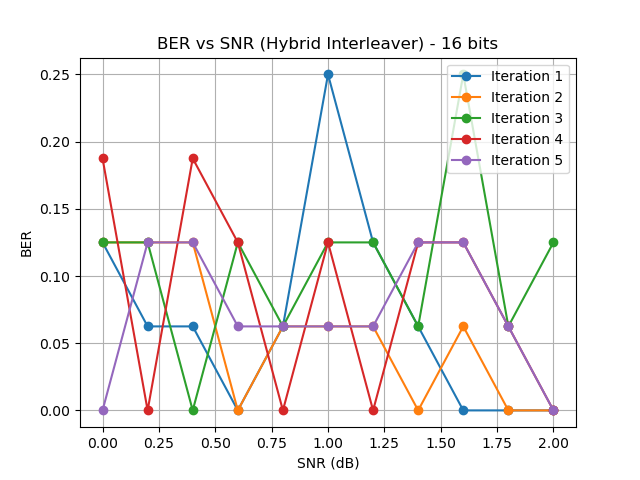 BER vs SNR (Hybrid Interleaver) - 16 bits
0.25
0.20
0.15
0.10
0.05
0.00
BER
Iteration 1
Iteration 2
Iteration 3
Iteration 4
Iteration 5
0.00 0.25 0.50 0.75 1.00 1.25 1.50 1.75 2.00
SNR (dB)